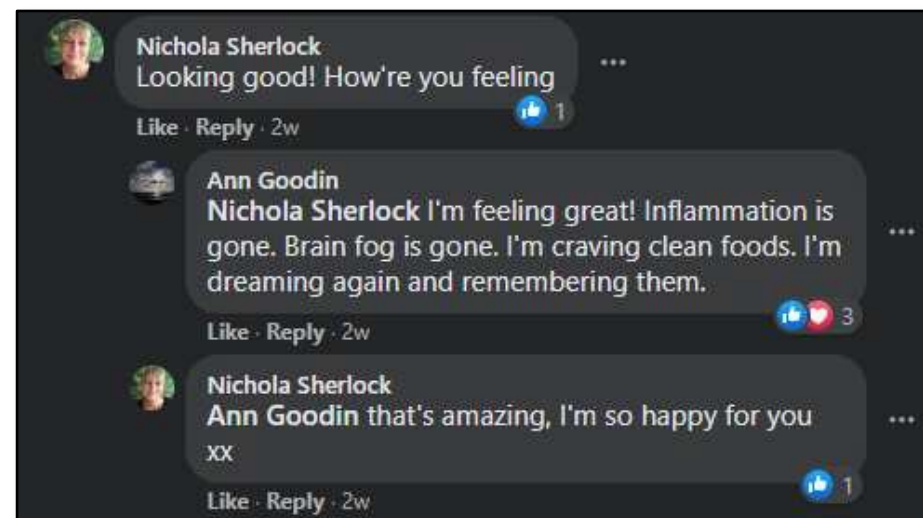 Nichola Sherlock
Looking good! How're you feeling
1
Like · Reply · 2w
Ann Goodin
Nichola Sherlock I'm feeling great! Inflammation is
gone. Brain fog is gone. I'm craving clean foods. I'm
dreaming again and remembering them.
3
Like · Reply · 2w
Nichola Sherlock
Ann Goodin that's amazing, I'm so happy for you
xx
1
Like · Reply · 2w